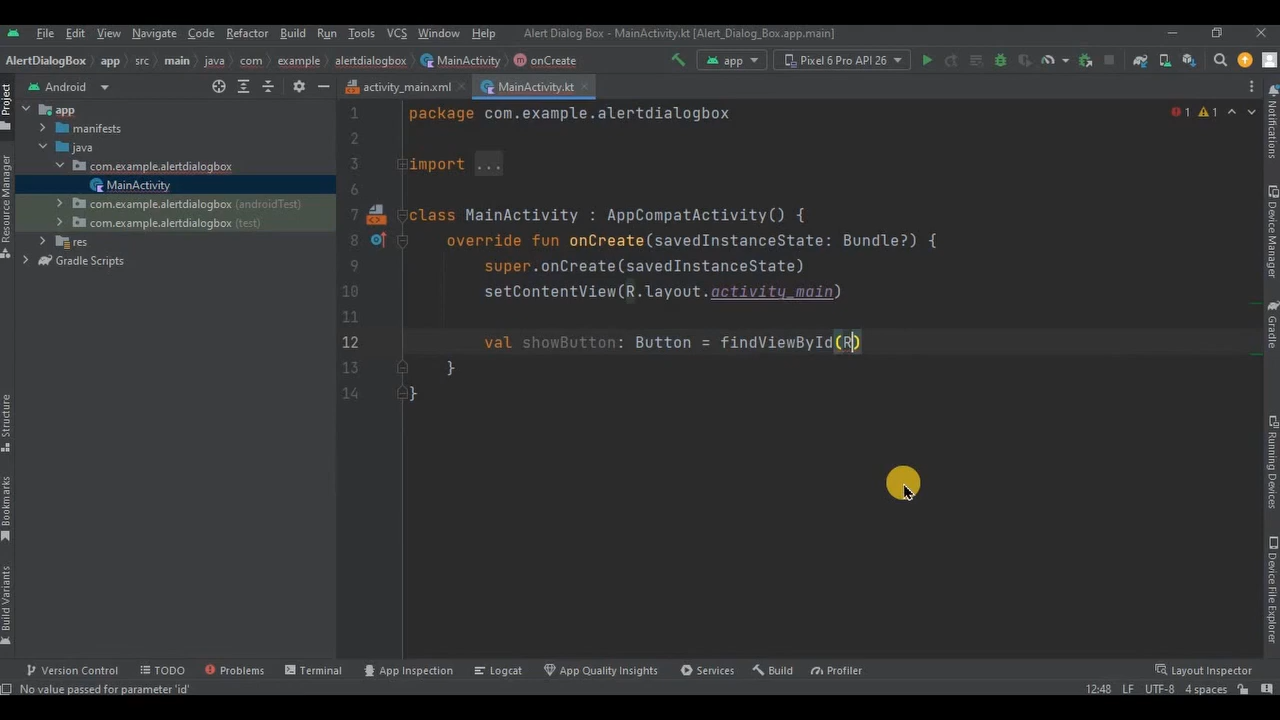 File Edit View Navigate Code Refactor Build Run Tools VCS Window Help Alert Dialog Box - MainActivity.kt [Alert_Dialog_Box.app.main]
AlertDialogBox app src main java com example alertdialogbox MainActivity onCreate app Pixel 6 Pro API 26
Android activity_main.xml MainActivity.kt
Project
Resource Manager
Structure
Bookmarks
Build Variants
app
manifests
java
com.example.alertdialogbox
MainActivity
com.example.alertdialogbox (androidTest)
com.example.alertdialogbox (test)
res
Gradle Scripts
1 package com.example.alertdialogbox 1 1
2
3 import ...
6
7 class MainActivity : AppCompatActivity() {
8 override fun onCreate(savedInstanceState: Bundle?) {
9 super.onCreate(savedInstanceState)
10 setContentView(R.layout.activity_main)
11
12 val showButton: Button = findViewById(R)
13 }
14 }
Notifications
Device Manager
Gradle
Running Devices
Device File Explorer
Version Control TODO Problems Terminal App Inspection Logcat App Quality Insights Services Build Profiler Layout Inspector
No value passed for parameter 'id' 12:48 LF UTF-8 4 spaces